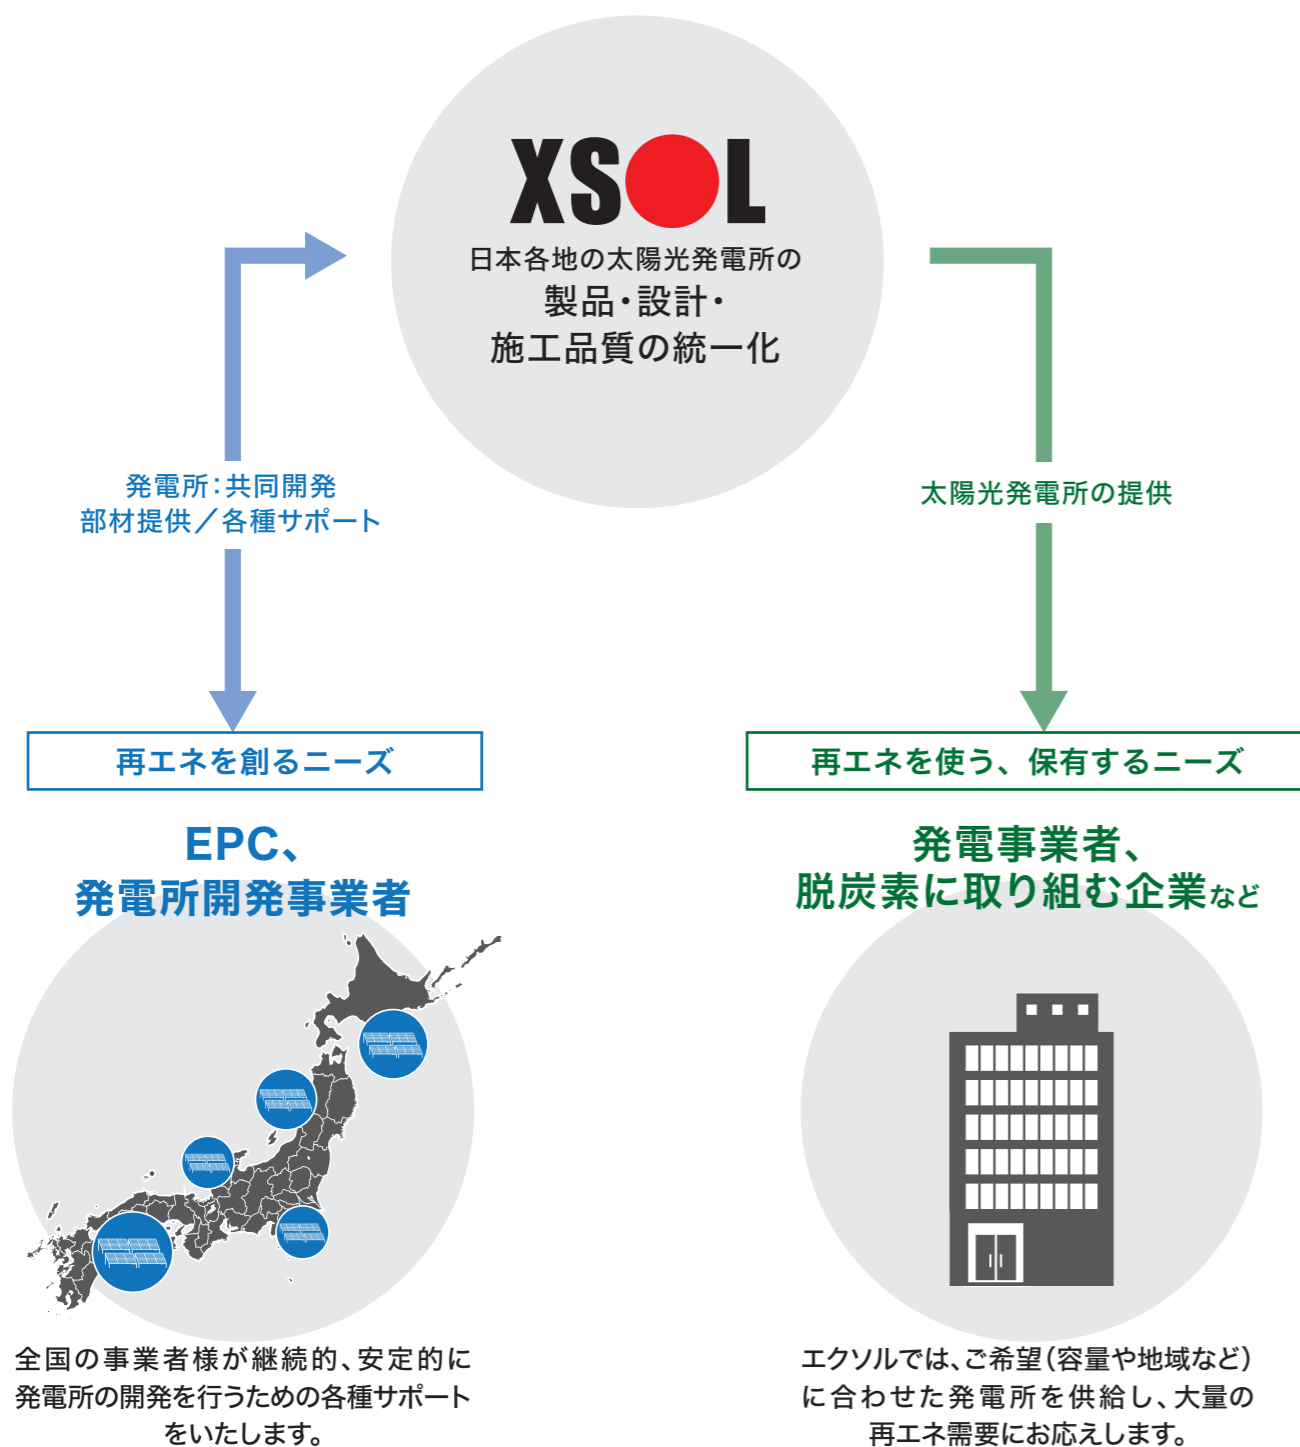 XSOL
日本各地の太陽光発電所の
製品・設計・
施工品質の統一化
発電所：共同開発
部材提供／各種サポート
太陽光発電所の提供
再エネを創るニーズ
EPC、
発電所開発事業者
全国の事業者様が継続的、安定的に
発電所の開発を行うための各種サポート
をいたします。
再エネを使う、保有するニーズ
発電事業者、
脱炭素に取り組む企業など
エクソルでは、ご希望（容量や地域など）
に合わせた発電所を供給し、大量の
再エネ需要にお応えします。